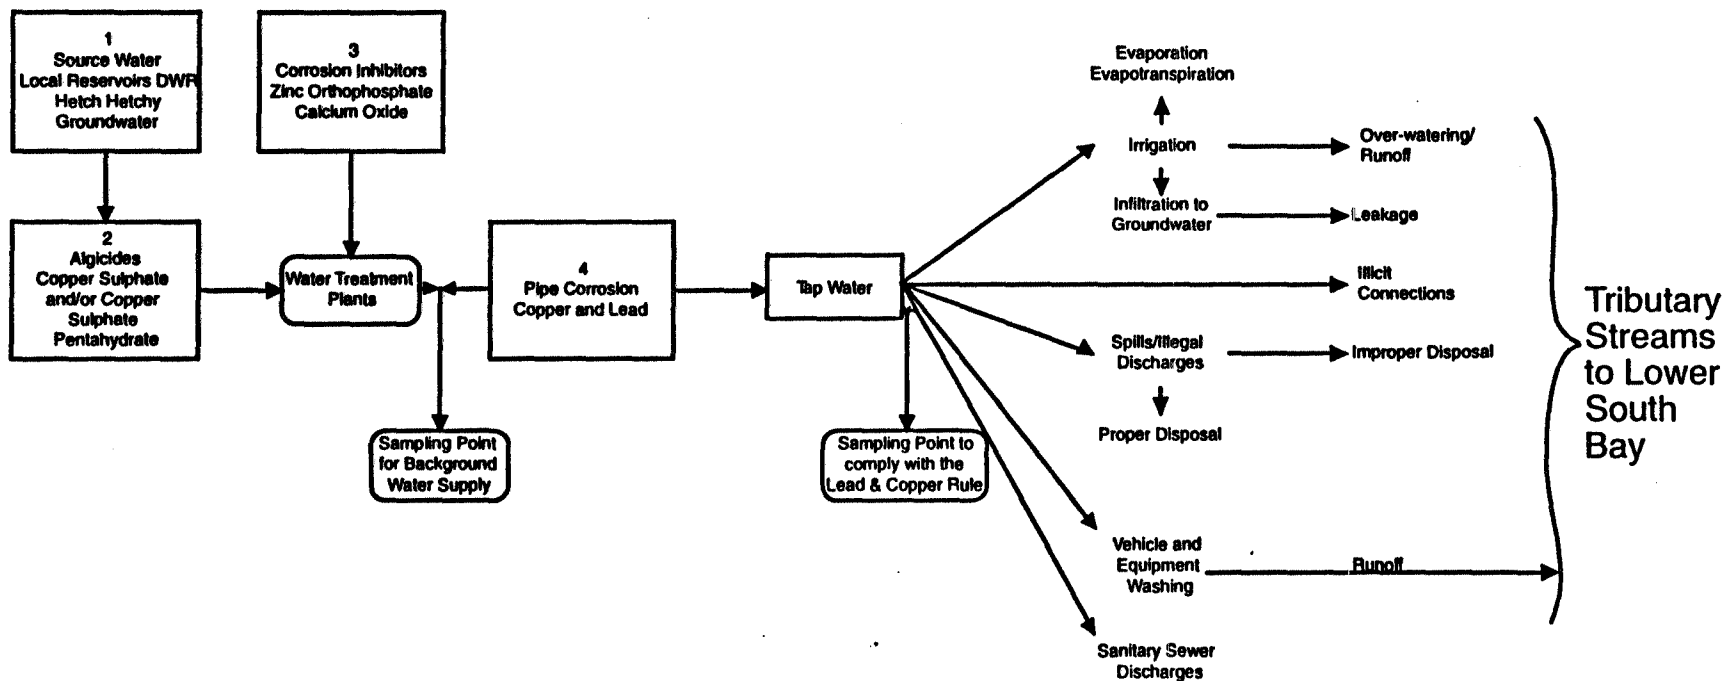 1
Source Water
Local Reservoirs DWR
Hetch Hetchy
Groundwater
3
Corrosion Inhibitors
Zinc Orthophosphate
Calcium Oxide
2
Algicides
Copper Sulphate
and/or Copper
Sulphate
Pentahydrate
Water Treatment
Plants
4
Pipe Corrosion
Copper and Lead
Tap Water
Sampling Point
for Background
Water Supply
Sampling Point to
comply with the
Lead & Copper Rule
Evaporation
Evapotranspiration
Irrigation
Over-watering/
Runoff
Infiltration to
Groundwater
Leakage
Illicit
Connections
Spills/Illegal
Discharges
Improper Disposal
Proper Disposal
Vehicle and
Equipment
Washing
Runoff
Sanitary Sewer
Discharges
Tributary
Streams
to Lower
South
Bay